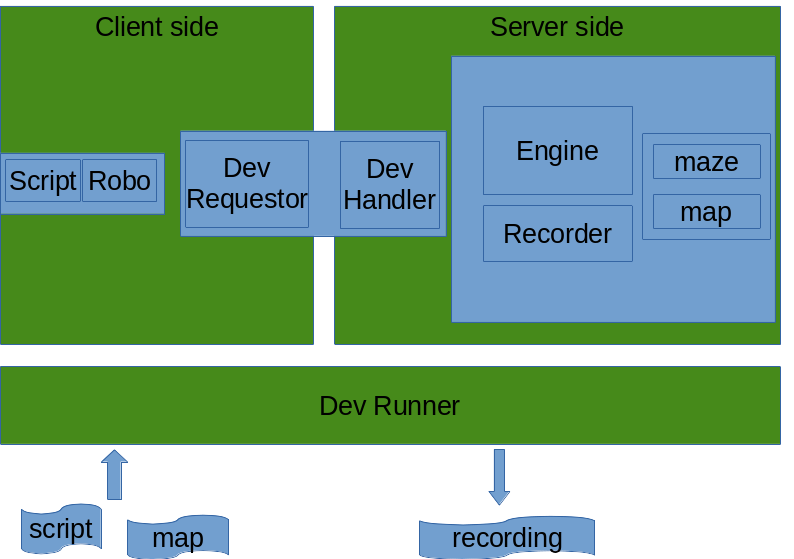 Client side
Server side
Script
Robo
Dev
Requestor
Dev
Handler
Engine
Recorder
maze
map
Dev Runner
script
map
recording